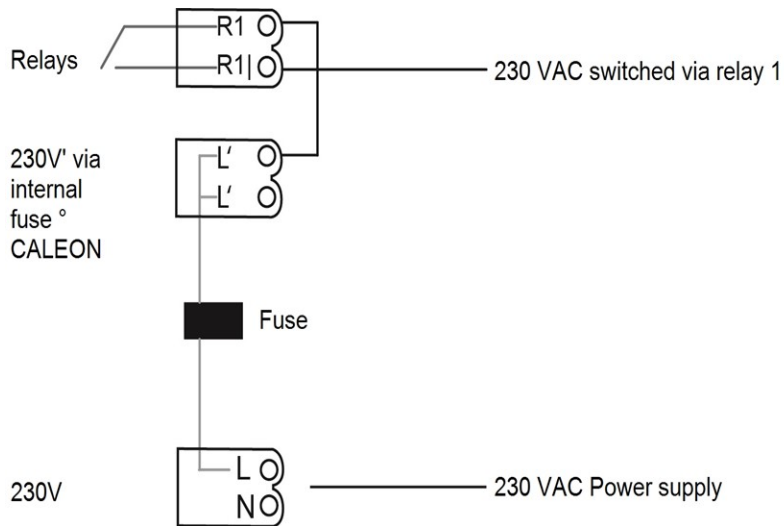 R1
Relays
R1|
230 VAC switched via relay 1
230V' via
internal
fuse °
CALEON
L'
L'
Fuse
230V
L
N
230 VAC Power supply